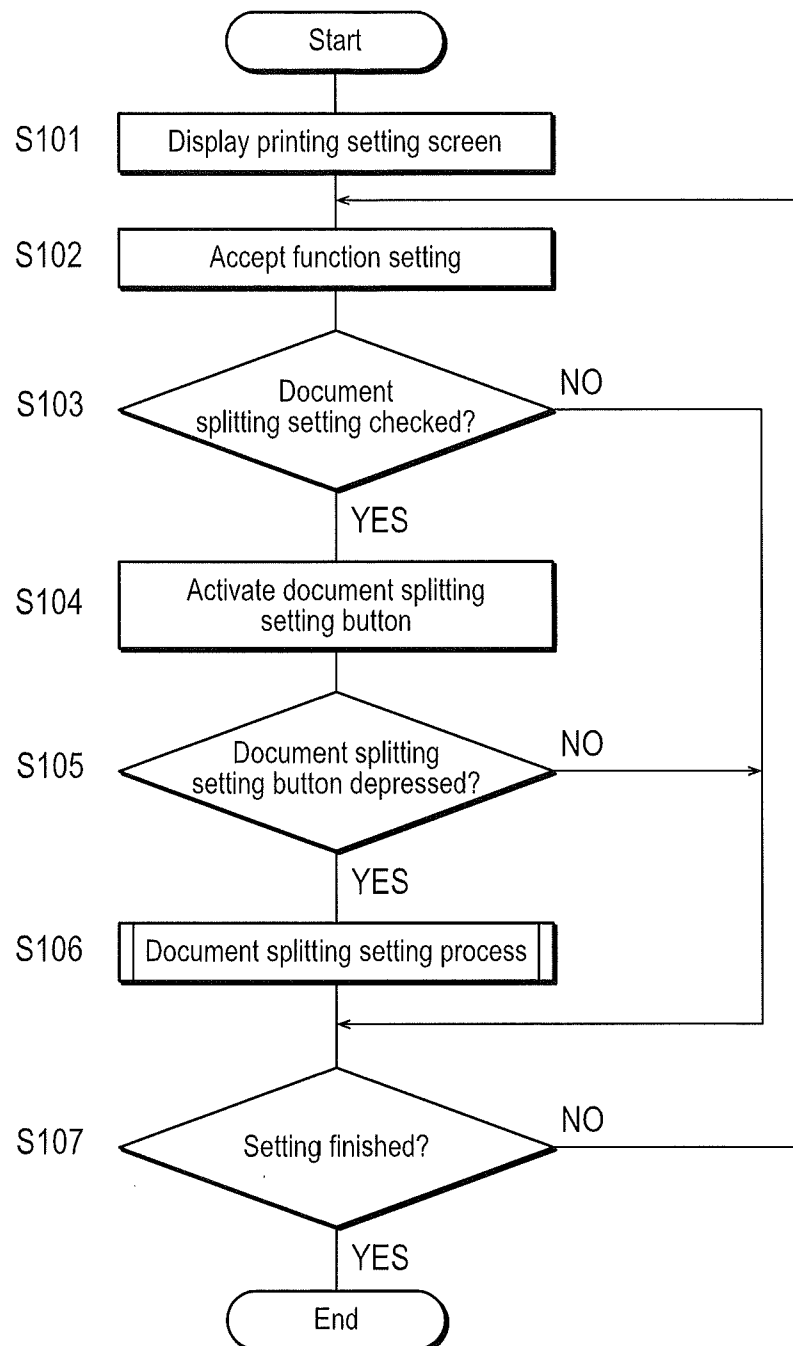 Start
S101
Display printing setting screen
S102
Accept function setting
S103
Document
splitting setting checked?
NO
YES
S104
Activate document splitting
setting button
S105
Document splitting
setting button depressed?
NO
YES
S106
Document splitting setting process
S107
Setting finished?
NO
YES
End